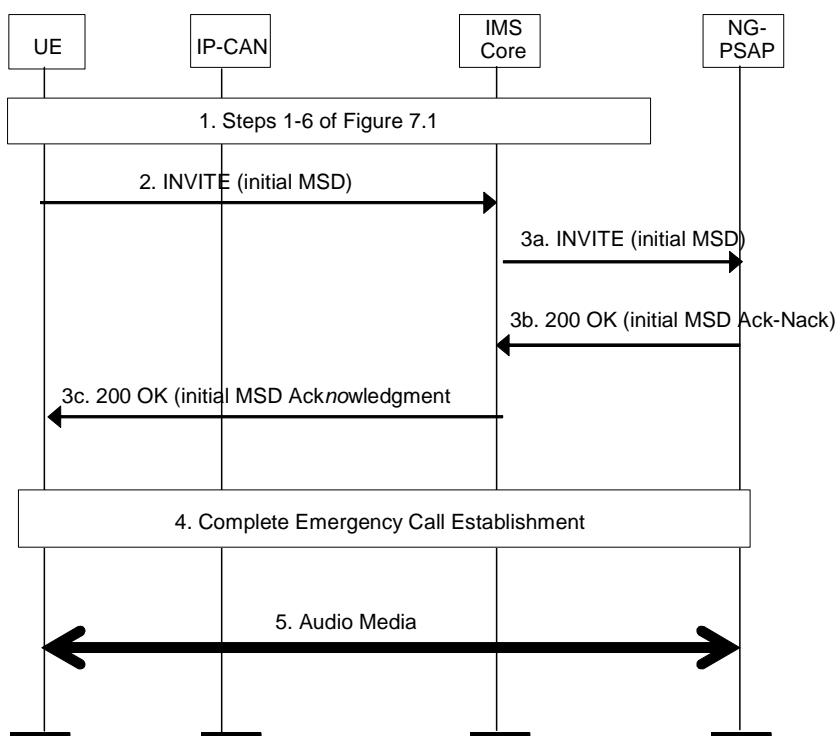 UE
IP-CAN
IMS
Core
NG-
PSAP
1. Steps 1-6 of Figure 7.1
2. INVITE (initial MSD)
3a. INVITE (initial MSD)
3b. 200 OK (initial MSD Ack-Nack)
3c. 200 OK (initial MSD Acknowledgment
4. Complete Emergency Call Establishment
5. Audio Media